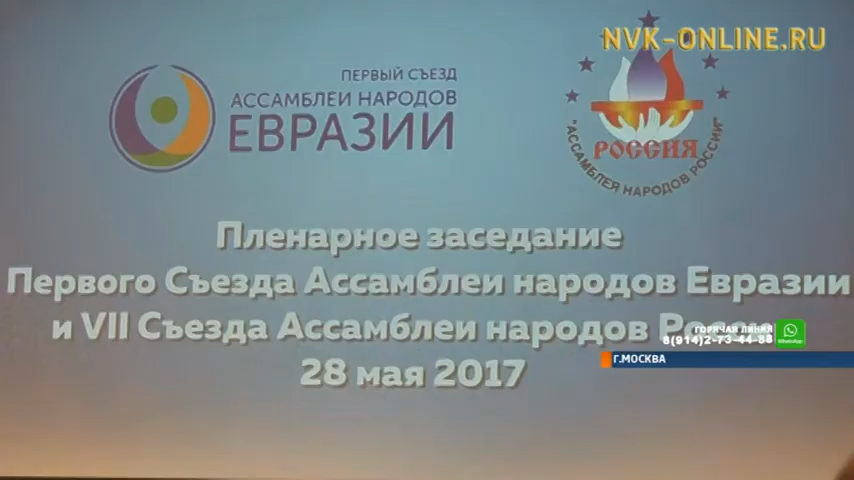 NVK-ONLINE.RU
ПЕРВЫЙ СЪЕЗД
АССАМБЛЕИ НАРОДОВ
ЕВРАЗИИ
РОССИЯ
"АССАМБЛЕЯ НАРОДОВ РОССИИ"
Пленарное заседание
Первого Съезда Ассамблеи народов Евразии
и VII Съезда Ассамблеи народов
28 мая 2017
ГОРЯЧАЯ ЛИНИЯ
8(914)2-73-44-88
WhatsApp
Г.МОСКВА